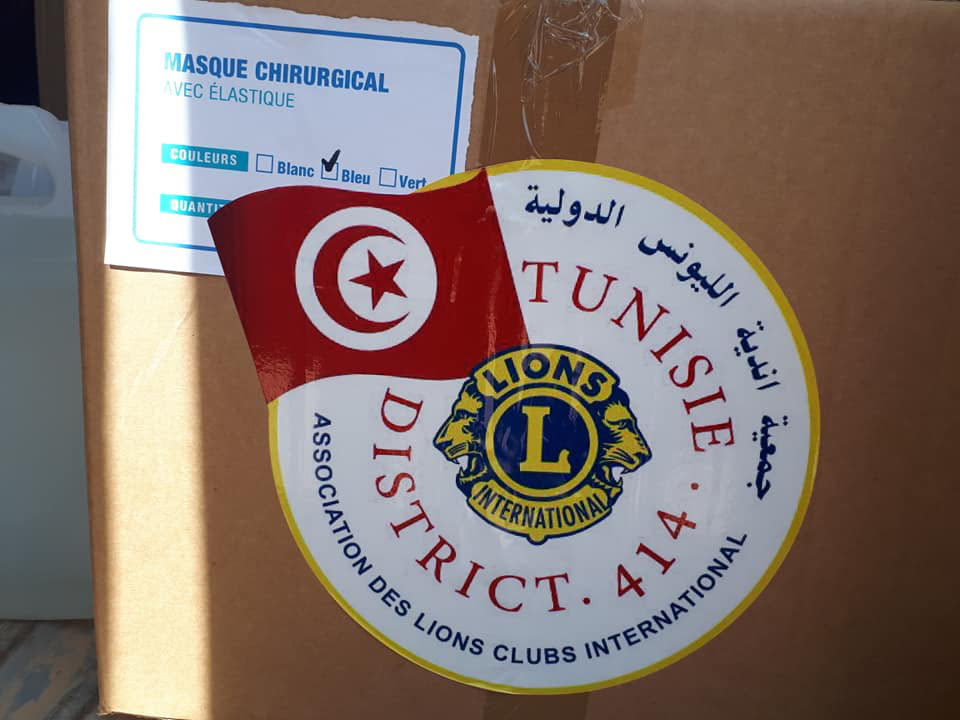 MASQUE CHIRURGICAL
AVEC ÉLASTIQUE
COULEURS Blanc Bleu Vert
جمعية اندية الليونس الدولية
TUNISIE
DISTRICT. 414.
LIONS
L
INTERNATIONAL
ASSOCIATION DES LIONS CLUBS INTERNATIONAL